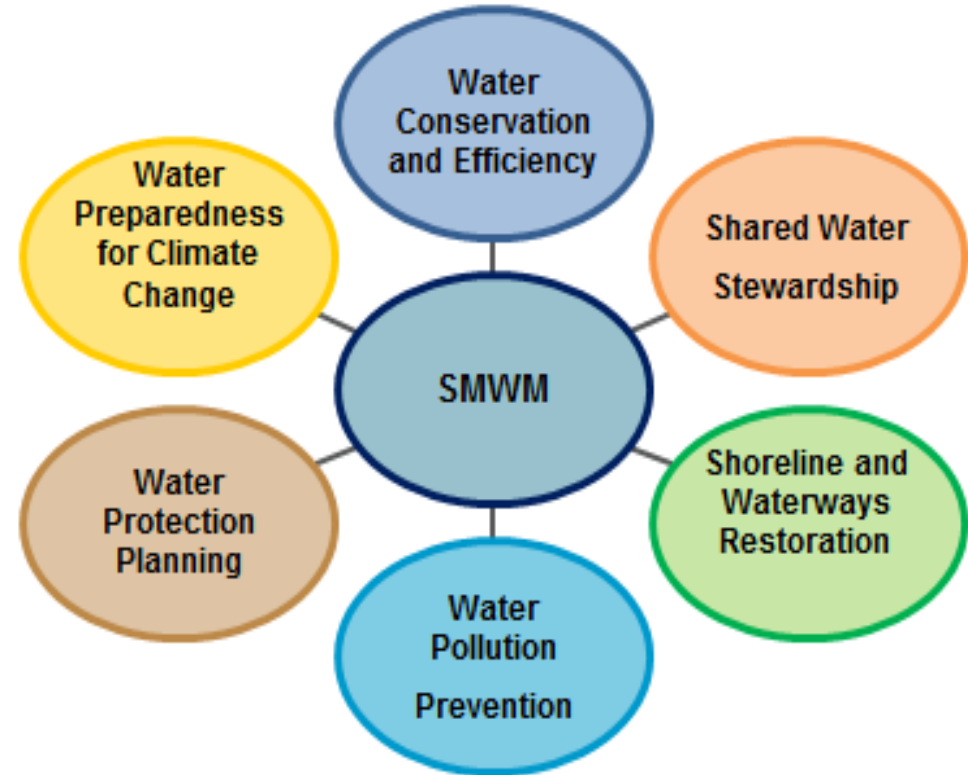 Water
Conservation
and Efficiency
Shared Water
Stewardship
Shoreline and
Waterways
Restoration
Water
Pollution
Prevention
Water
Protection
Planning
Water
Preparedness
for Climate
Change
SMWM